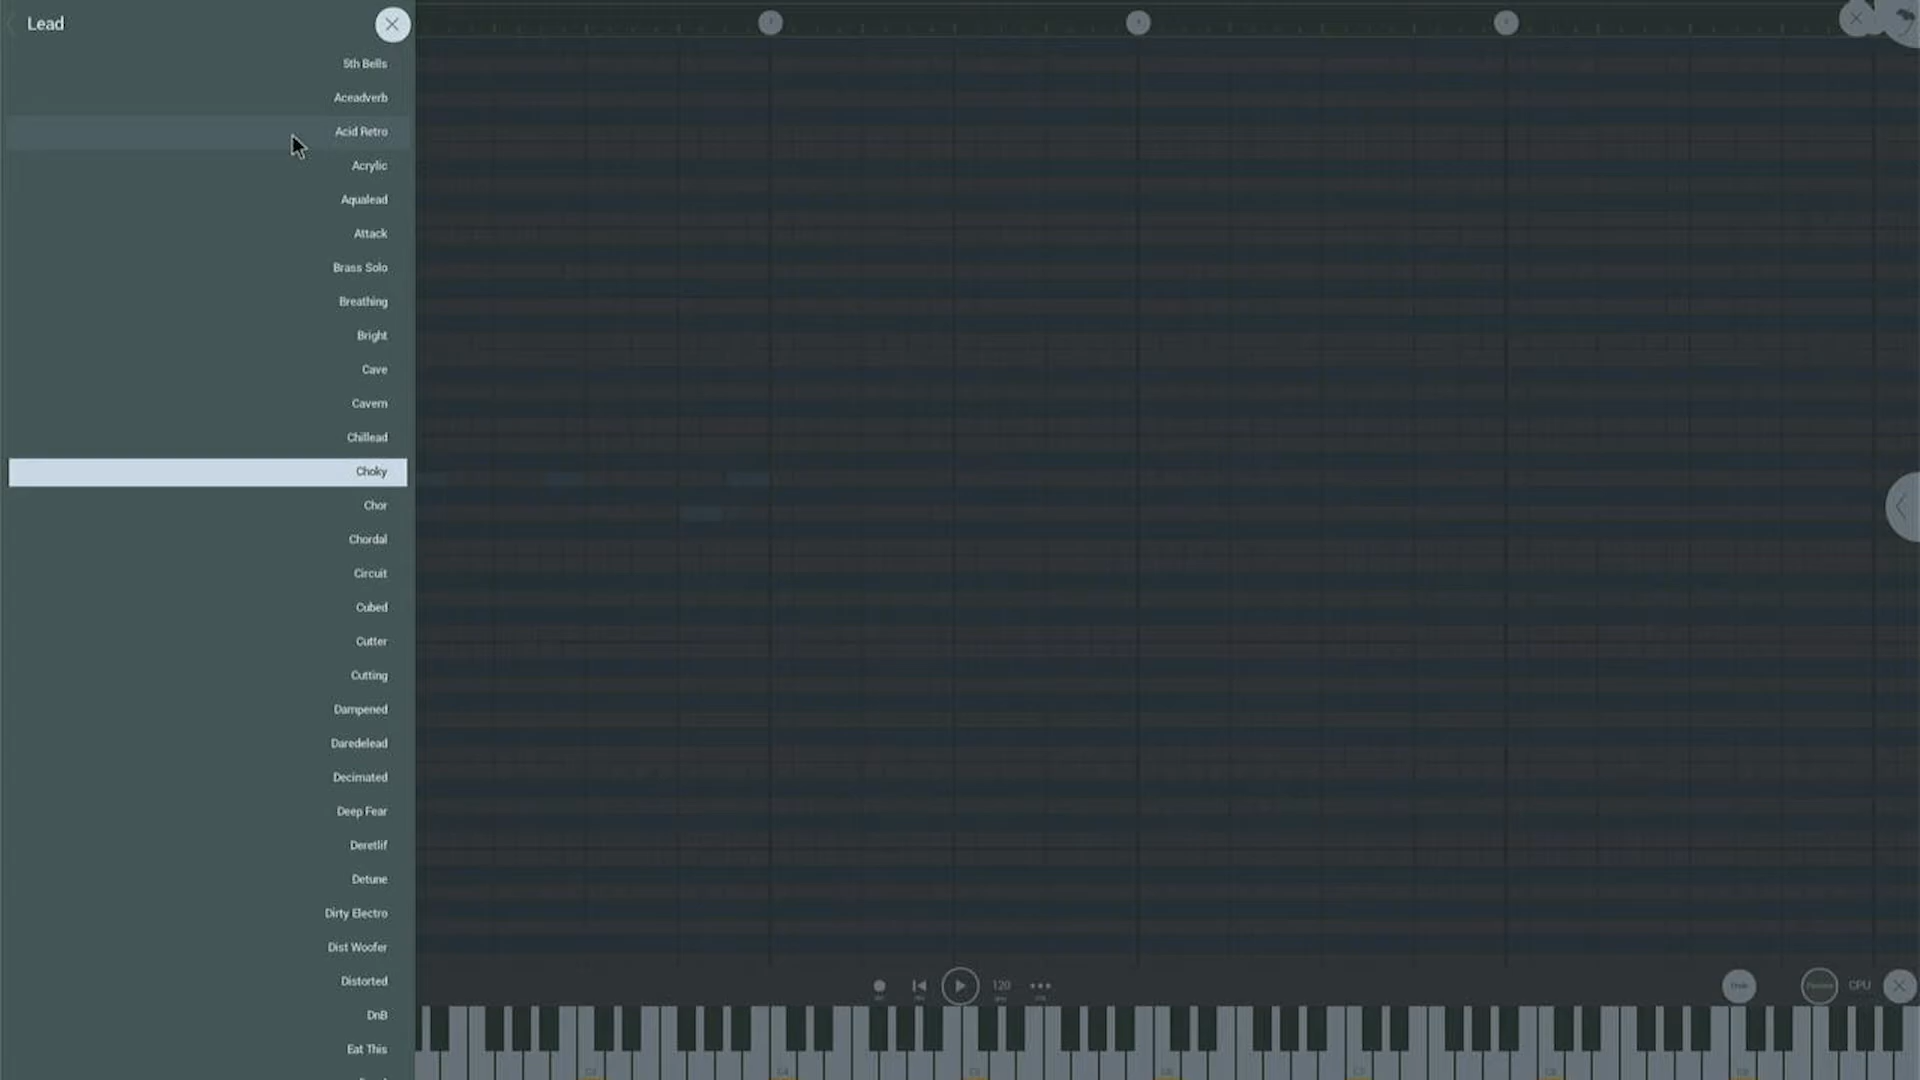 Lead
5th Bells
Aceadverb
Acid Retro
Acrylic
Aqualead
Attack
Brass Solo
Breathing
Bright
Cave
Cavern
Chillead
Choky
Chor
Chordal
Circuit
Cubed
Cutter
Cutting
Dampened
Daredelead
Decimated
Deep Fear
Deretlif
Detune
Dirty Electro
Dist Woofer
Distorted
DnB
Eat This
120
CPU